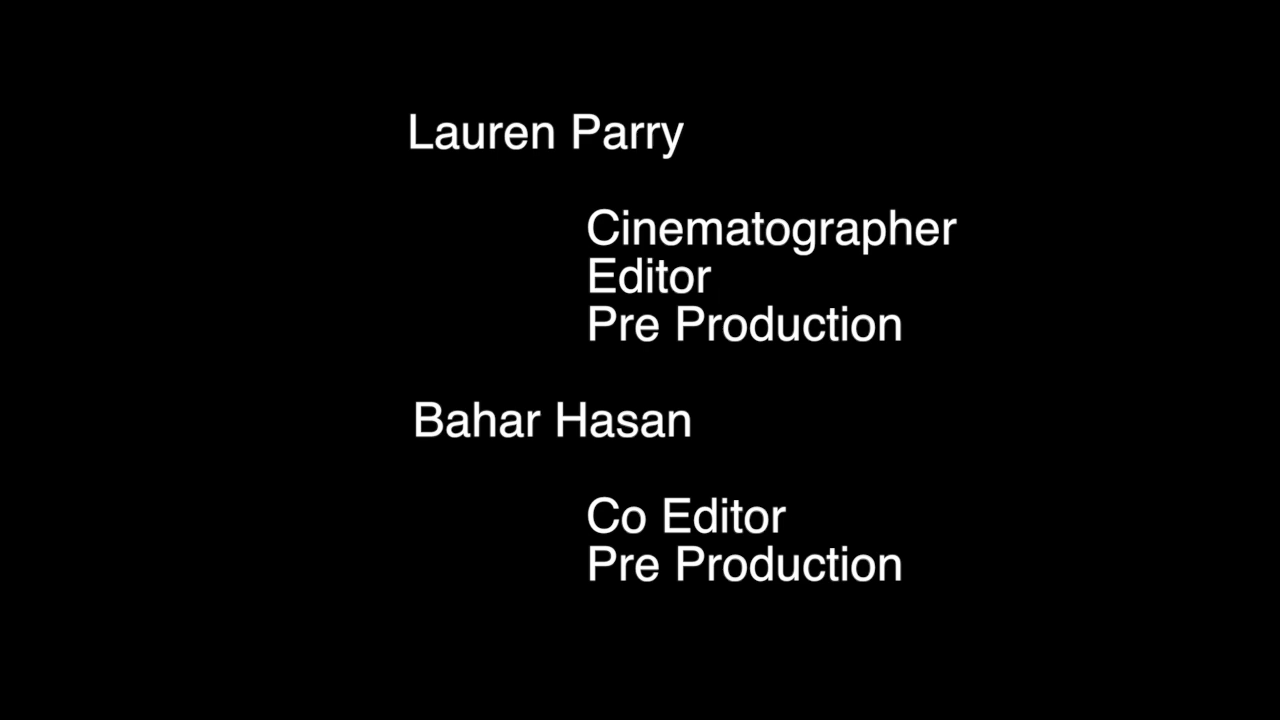 Lauren Parry
Cinematographer
Editor
Pre Production
Bahar Hasan
Co Editor
Pre Production